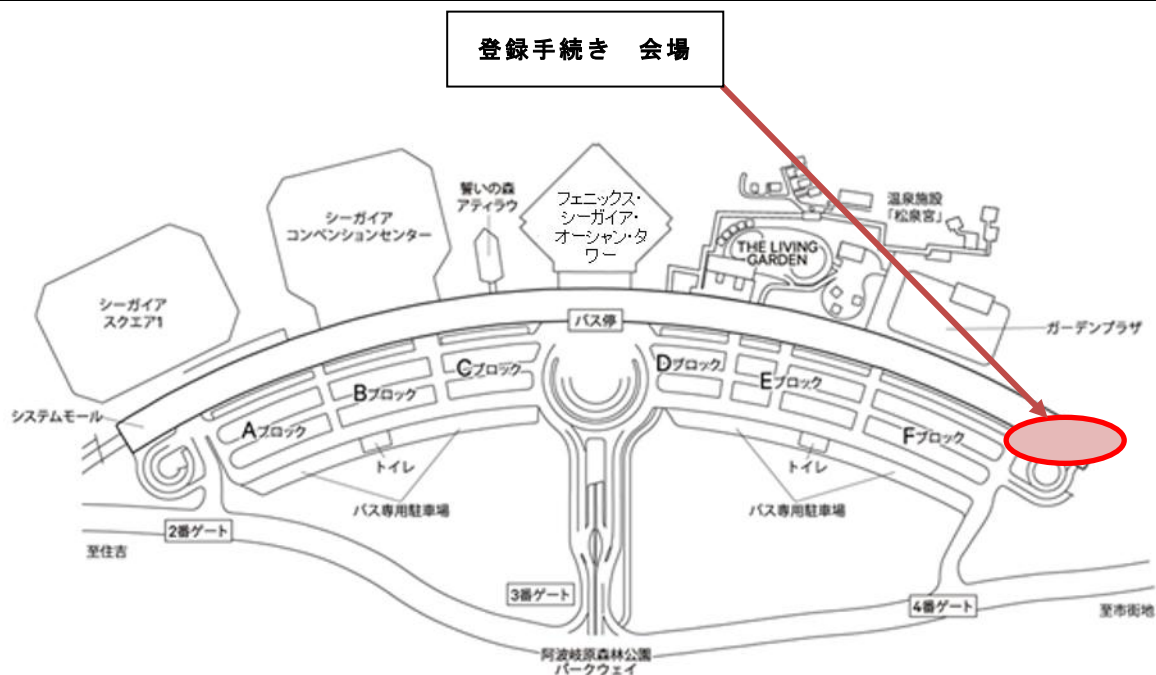 登録手続き 会場
シーガイア
コンベンションセンター
誓いの森
アティラウ
フェニックス・
シーガイア・
オーシャン・タ
ワー
温泉施設
「松泉宮」
THE LIVING
GARDEN
シーガイア
スクエア1
バス停
ガーデンプラザ
システムモール
Aブロック
Bブロック
Cブロック
Dブロック
Eブロック
Fブロック
トイレ
トイレ
バス専用駐車場
バス専用駐車場
2番ゲート
至住吉
3番ゲート
4番ゲート
至市街地
阿波岐原森林公園
パークウェイ